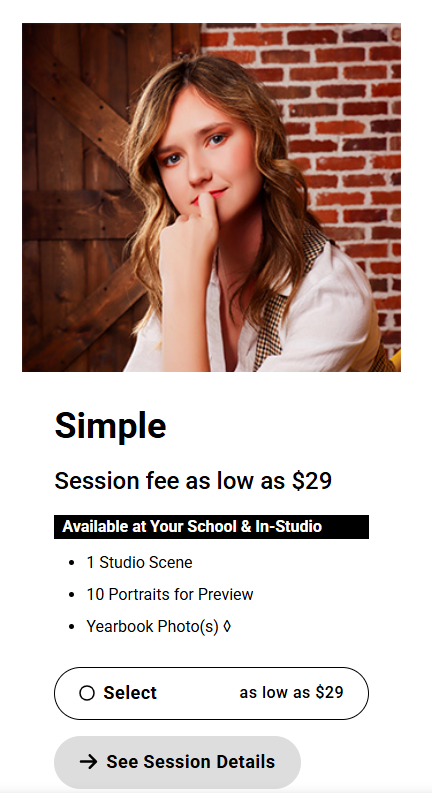 Simple
Session fee as low as $29
Available at Your School & In-Studio
• 1 Studio Scene
• 10 Portraits for Preview
• Yearbook Photo(s) ◊
Select as low as $29
→ See Session Details